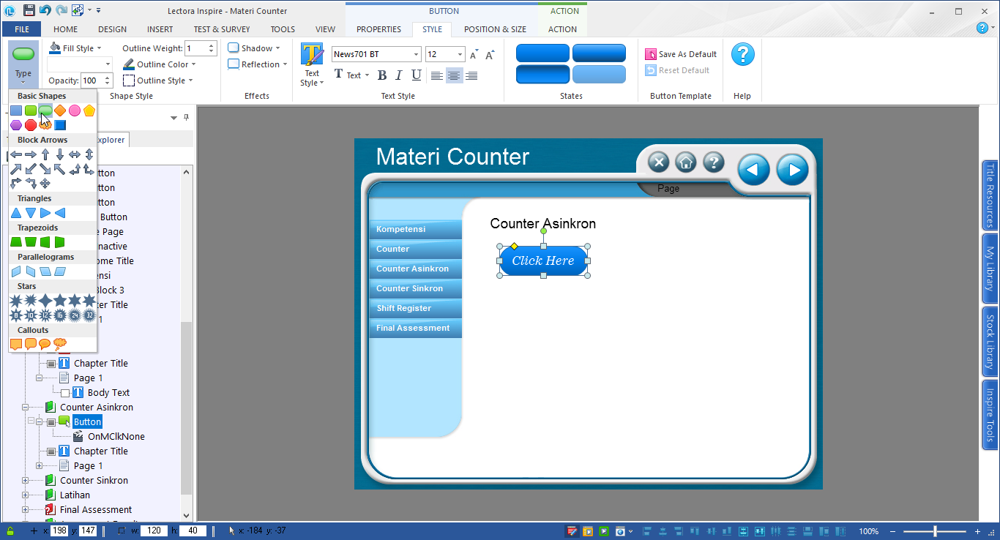 Lectora Inspire - Materi Counter
BUTTON
ACTION
FILE
HOME
DESIGN
INSERT
TEST & SURVEY
TOOLS
VIEW
PROPERTIES
STYLE
POSITION & SIZE
ACTION
Type
Fill Style
Opacity: 100
Outline Weight: 1
Outline Color
Outline Style
Shape Style
Shadow
Reflection
Effects
Text
Style
News701 BT
12
A A
T Text
B I U
Text Style
States
Save As Default
Reset Default
Button Template
?
Help
Basic Shapes
Block Arrows
Triangles
Trapezoids
Parallelograms
Stars
8 10 12 16 24 32
Callouts
xplorer
tton
tton
tton
Button
e Page
nactive
ome Title
ensi
Block 3
ter Title
1
Chapter Title
Page 1
Body Text
Counter Asinkron
Button
OnMClkNone
Chapter Title
Page 1
Counter Sinkron
Latihan
Final Assessment
Materi Counter
?
Page
Kompetensi
Counter
Counter Asinkron
Counter Sinkron
Shift Register
Final Assessment
Counter Asinkron
Click Here
Title Resources
My Library
Stock Library
Inspire Tools
x: 198 y: 147 w: 120 h: 40 x: -184 y: -37
100%